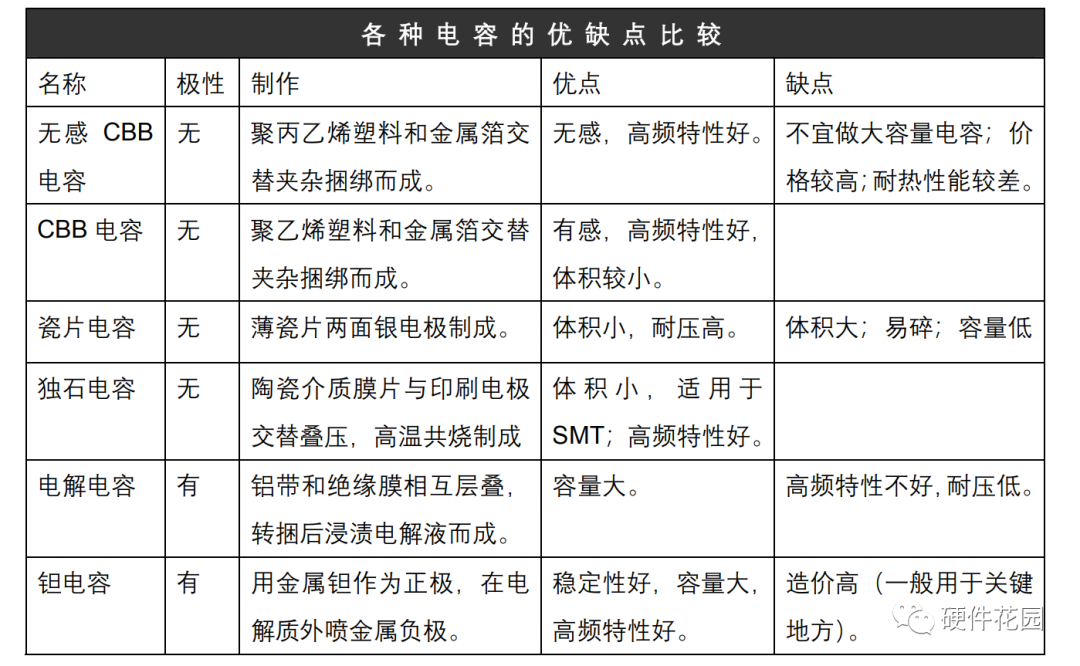 各种电容的优缺点比较
名称 极性 制作 优点 缺点
无感 CBB 无 聚丙乙烯塑料和金属箔交 无感，高频特性好。 不宜做大容量电容；价
电容 替夹杂捆绑而成。 格较高；耐热性能较差。
CBB 电容 无 聚乙烯塑料和金属箔交替 有感，高频特性好，
夹杂捆绑而成。 体积较小。
瓷片电容 无 薄瓷片两面银电极制成。 体积小，耐压高。 体积大；易碎；容量低
独石电容 无 陶瓷介质膜片与印刷电极 体积小，适用于
交替叠压，高温共烧制成 SMT；高频特性好。
电解电容 有 铝带和绝缘膜相互层叠， 容量大。 高频特性不好,耐压低。
转捆后浸渍电解液而成。
钽电容 有 用金属钽作为正极，在电 稳定性好，容量大， 造价高（一般用于关键
解质外喷金属负极。 高频特性好。 地方）。
硬件花园